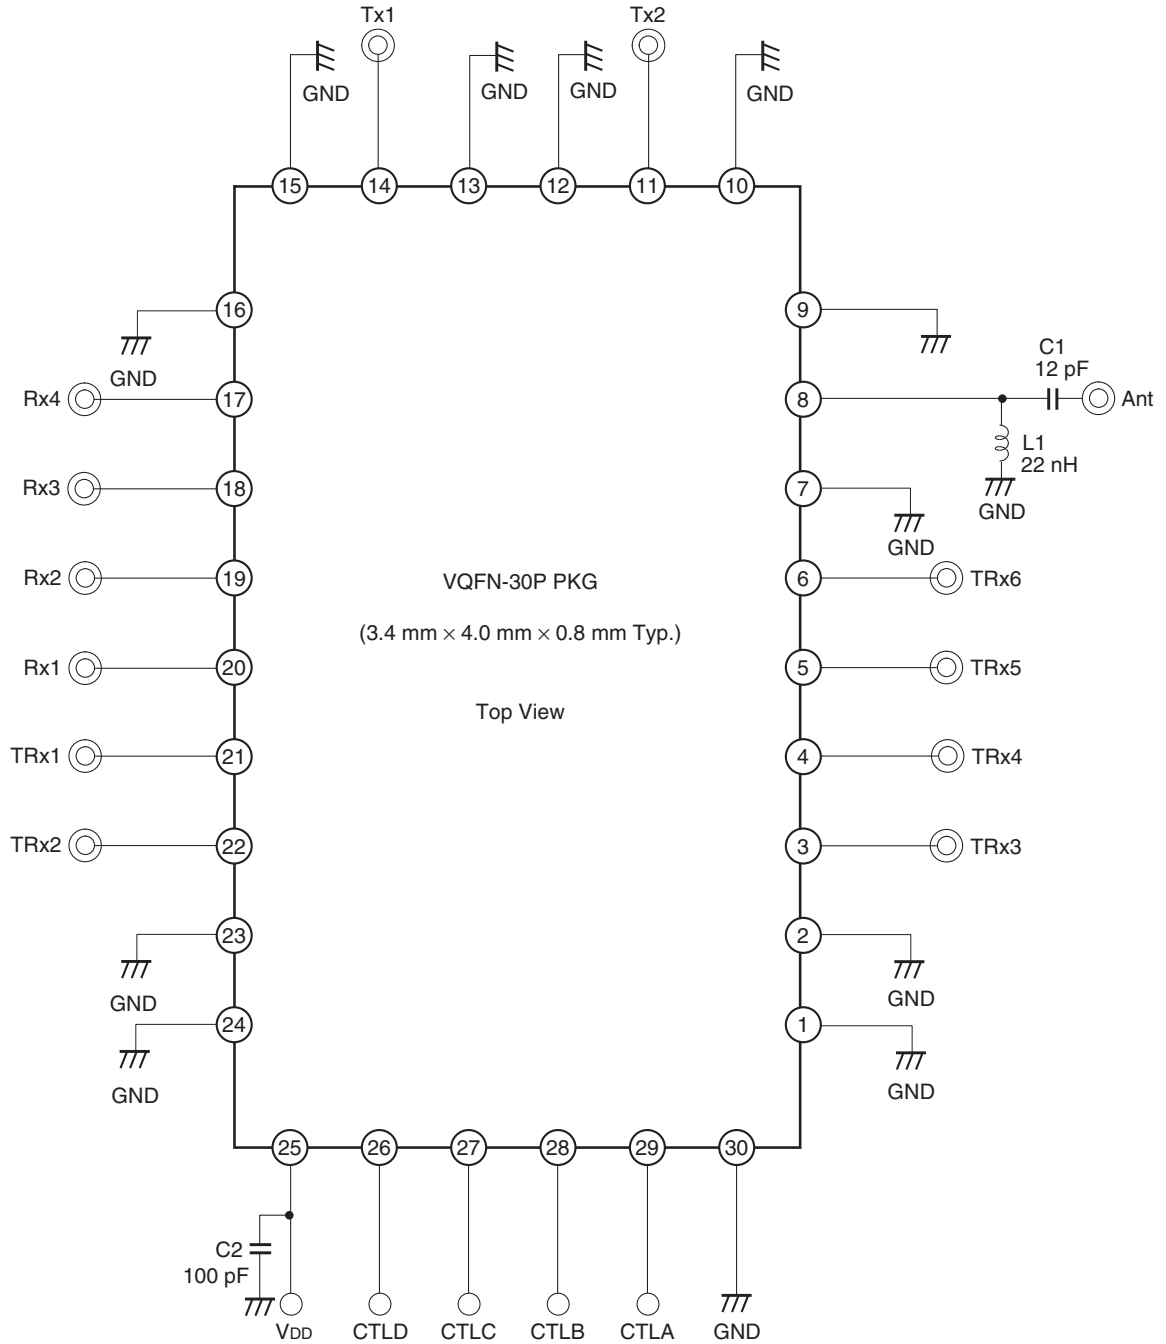 Tx1
Tx2
GND
GND
GND
GND
15
14
13
12
11
10
16
9
GND
C1
12 pF
Rx4
17
8
Ant
L1
22 nH
Rx3
18
7
GND
GND
Rx2
19
VQFN-30P PKG
6
TRx6
(3.4 mm × 4.0 mm × 0.8 mm Typ.)
Rx1
20
5
TRx5
Top View
TRx1
21
4
TRx4
TRx2
22
3
TRx3
23
2
GND
GND
24
1
GND
GND
25
26
27
28
29
30
C2
100 pF
VDD
CTLD
CTLC
CTLB
CTLA
GND